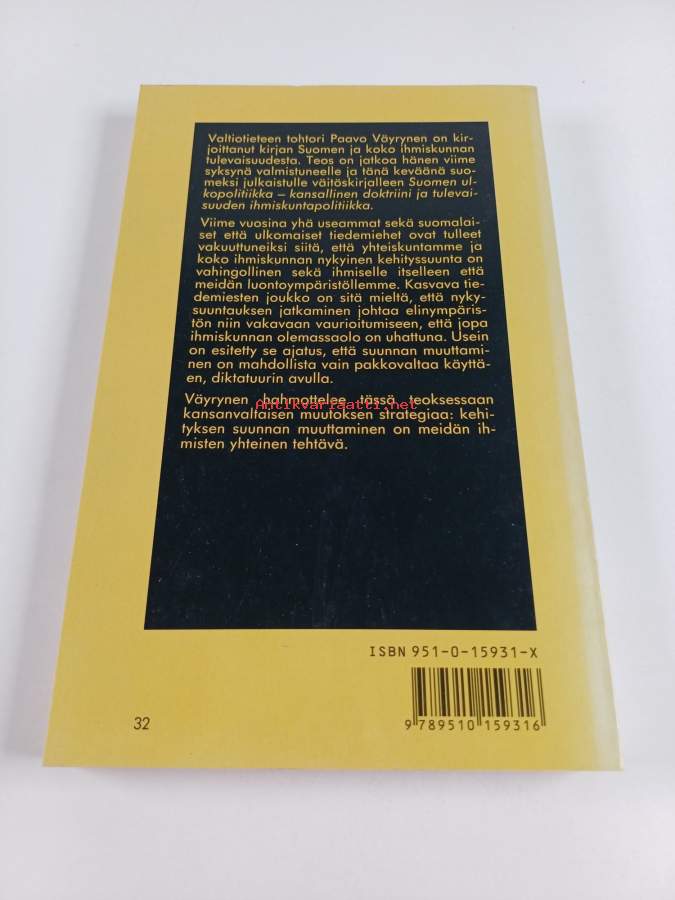 Valtiotieteen tohtori Paavo Väyrynen on kir-
joittanut kirjan Suomen ja koko ihmiskunnan
tulevaisuudesta. Teos on jatkoa hänen viime
syksynä valmistuneelle ja tänä keväänä suo-
meksi julkaistulle väitöskirjalleen Suomen ul-
kopolitiikka – kansallinen doktriini ja tulevai-
suuden ihmiskuntapolitiikka.
Viime vuosina yhä useammat sekä suomalai-
set että ulkomaiset tiedemiehet ovat tulleet
vakuuttuneiksi siitä, että yhteiskuntamme ja
koko ihmiskunnan nykyinen kehityssuunta on
vahingollinen sekä ihmiselle itselleen että
meidän luontoympäristöllemme. Kasvava tie-
demiesten joukko on sitä mieltä, että nyky-
suuntauksen jatkaminen johtaa elinympäris-
tön niin vakavaan vaurioitumiseen, että jopa
ihmiskunnan olemassaolo on uhattuna. Usein
on esitetty se ajatus, että suunnan muuttami-
nen on mahdollista vain pakkovaltaa käyttä-
en, diktatuurin avulla.
Väyrynen hahmottelee tässä teoksessaan
Antikvariaatti.net
kansanvaltaisen muutoksen strategiaa: kehi-
tyksen suunnan muuttaminen on meidän ih-
misten yhteinen tehtävä.
ISBN 951-0-15931-X
9 789510 159316
32